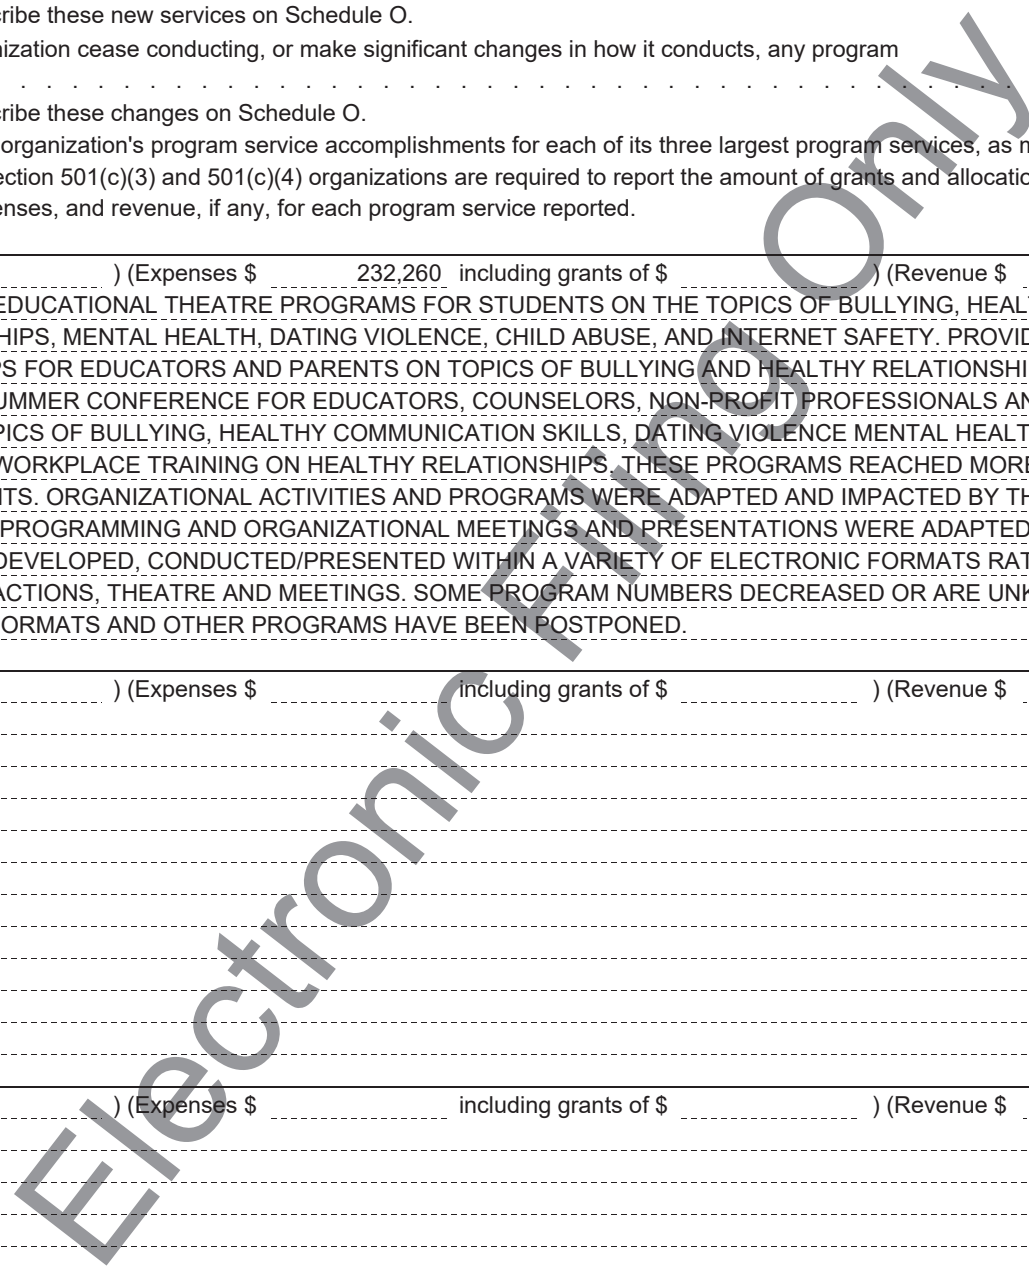 cribe these new services on Schedule O.
nization cease conducting, or make significant changes in how it conducts, any program
. . . . . . . . . . . . . . . . . . . . . . . . . . . . . . . . . . . . . . .
cribe these changes on Schedule O.
organization's program service accomplishments for each of its three largest program services, as m
ection 501(c)(3) and 501(c)(4) organizations are required to report the amount of grants and allocatio
enses, and revenue, if any, for each program service reported.
) (Expenses $ 232,260 including grants of $ ) (Revenue $
EDUCATIONAL THEATRE PROGRAMS FOR STUDENTS ON THE TOPICS OF BULLYING, HEALT
HIPS, MENTAL HEALTH, DATING VIOLENCE, CHILD ABUSE, AND INTERNET SAFETY. PROVID
PS FOR EDUCATORS AND PARENTS ON TOPICS OF BULLYING AND HEALTHY RELATIONSHI
UMMER CONFERENCE FOR EDUCATORS, COUNSELORS, NON-PROFIT PROFESSIONALS AN
PICS OF BULLYING, HEALTHY COMMUNICATION SKILLS, DATING VIOLENCE MENTAL HEALT
WORKPLACE TRAINING ON HEALTHY RELATIONSHIPS. THESE PROGRAMS REACHED MORE
NTS. ORGANIZATIONAL ACTIVITIES AND PROGRAMS WERE ADAPTED AND IMPACTED BY TH
PROGRAMMING AND ORGANIZATIONAL MEETINGS AND PRESENTATIONS WERE ADAPTED
DEVELOPED, CONDUCTED/PRESENTED WITHIN A VARIETY OF ELECTRONIC FORMATS RAT
ACTIONS, THEATRE AND MEETINGS. SOME PROGRAM NUMBERS DECREASED OR ARE UNK
ORMATS AND OTHER PROGRAMS HAVE BEEN POSTPONED.
) (Expenses $ including grants of $ ) (Revenue $
) (Expenses $ including grants of $ ) (Revenue $
Electronic Filing Only